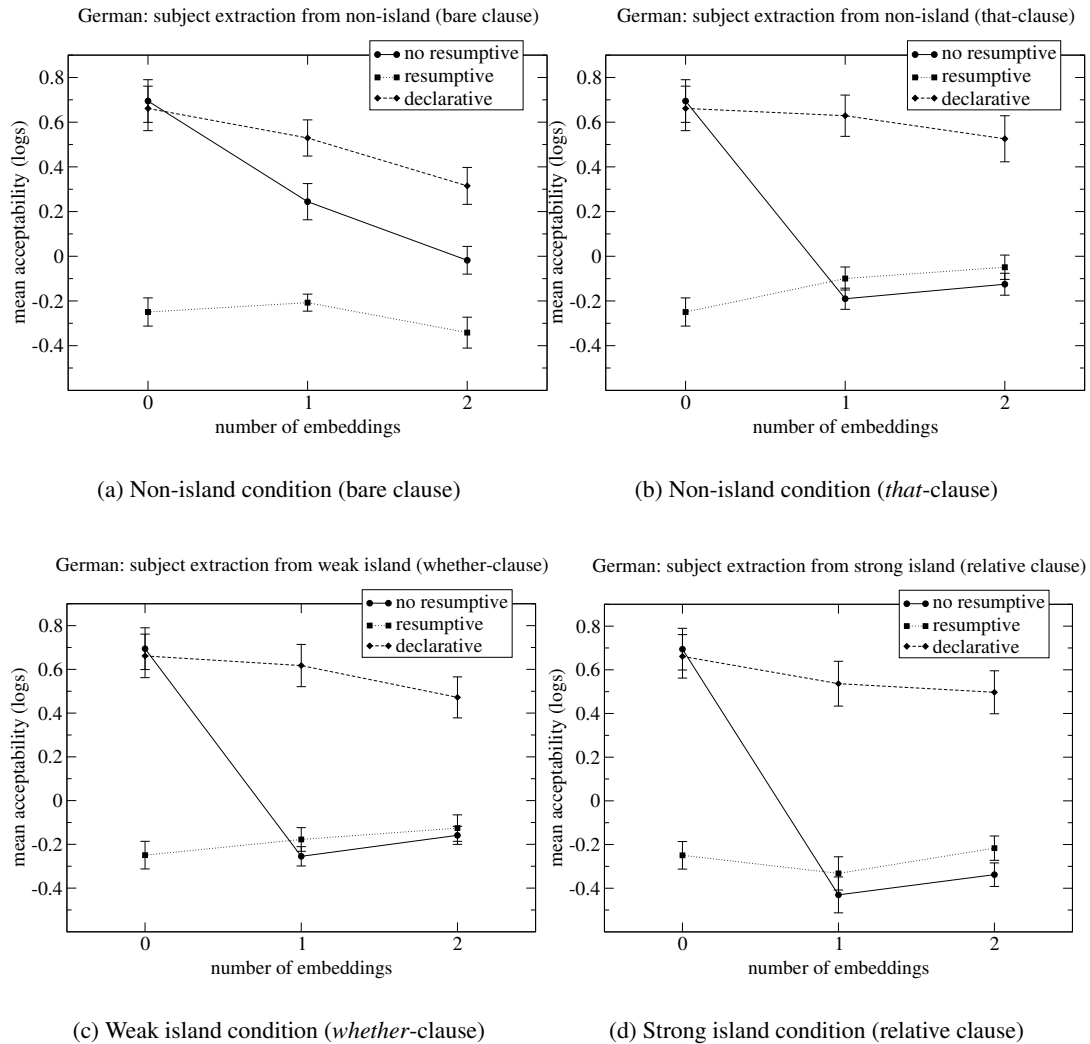 German: subject extraction from non-island (bare clause)
no resumptive
resumptive
declarative
0.8
0.6
0.4
0.2
0
-0.2
-0.4
mean acceptability (logs)
0 1 2
number of embeddings
(a) Non-island condition (bare clause)
German: subject extraction from non-island (that-clause)
no resumptive
resumptive
declarative
0.8
0.6
0.4
0.2
0
-0.2
-0.4
mean acceptability (logs)
0 1 2
number of embeddings
(b) Non-island condition (that-clause)
German: subject extraction from weak island (whether-clause)
no resumptive
resumptive
declarative
0.8
0.6
0.4
0.2
0
-0.2
-0.4
mean acceptability (logs)
0 1 2
number of embeddings
(c) Weak island condition (whether-clause)
German: subject extraction from strong island (relative clause)
no resumptive
resumptive
declarative
0.8
0.6
0.4
0.2
0
-0.2
-0.4
mean acceptability (logs)
0 1 2
number of embeddings
(d) Strong island condition (relative clause)